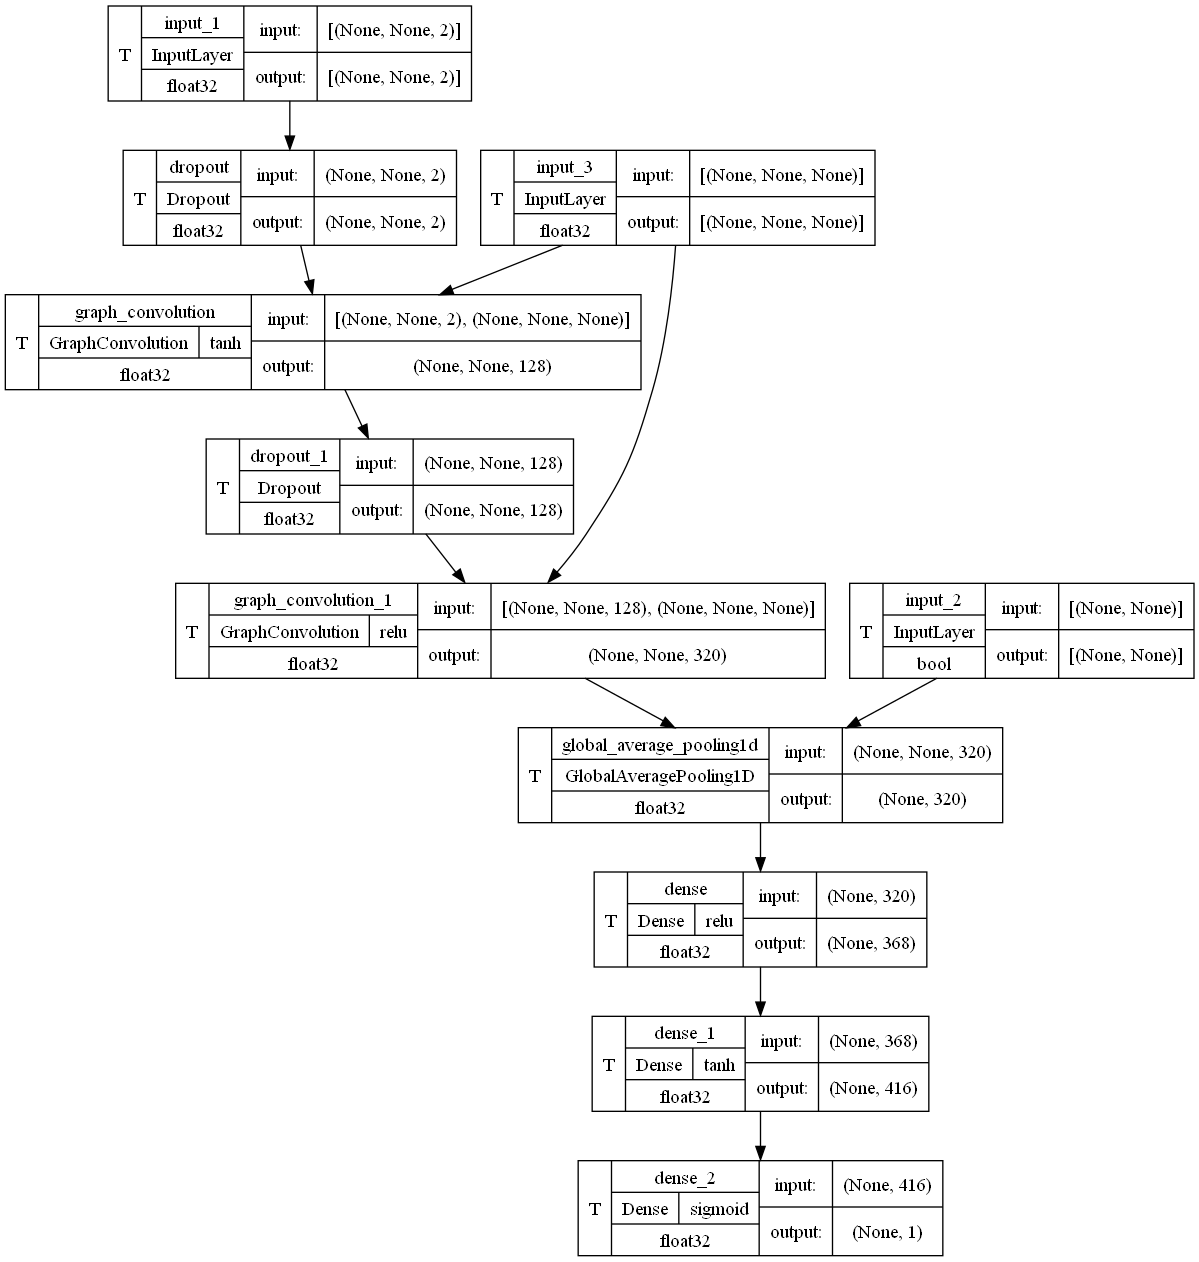 T
input_1
InputLayer
float32
input:
[(None, None, 2)]
output:
[(None, None, 2)]
T
dropout
Dropout
float32
input:
(None, None, 2)
output:
(None, None, 2)
T
input_3
InputLayer
float32
input:
[(None, None, None)]
output:
[(None, None, None)]
T
graph_convolution
GraphConvolution tanh
float32
input:
[(None, None, 2), (None, None, None)]
output:
(None, None, 128)
T
dropout_1
Dropout
float32
input:
(None, None, 128)
output:
(None, None, 128)
T
graph_convolution_1
GraphConvolution relu
float32
input:
[(None, None, 128), (None, None, None)]
output:
(None, None, 320)
T
input_2
InputLayer
bool
input:
[(None, None)]
output:
[(None, None)]
T
global_average_pooling1d
GlobalAveragePooling1D
float32
input:
(None, None, 320)
output:
(None, 320)
T
dense
Dense relu
float32
input:
(None, 320)
output:
(None, 368)
T
dense_1
Dense tanh
float32
input:
(None, 368)
output:
(None, 416)
T
dense_2
Dense sigmoid
float32
input:
(None, 416)
output:
(None, 1)